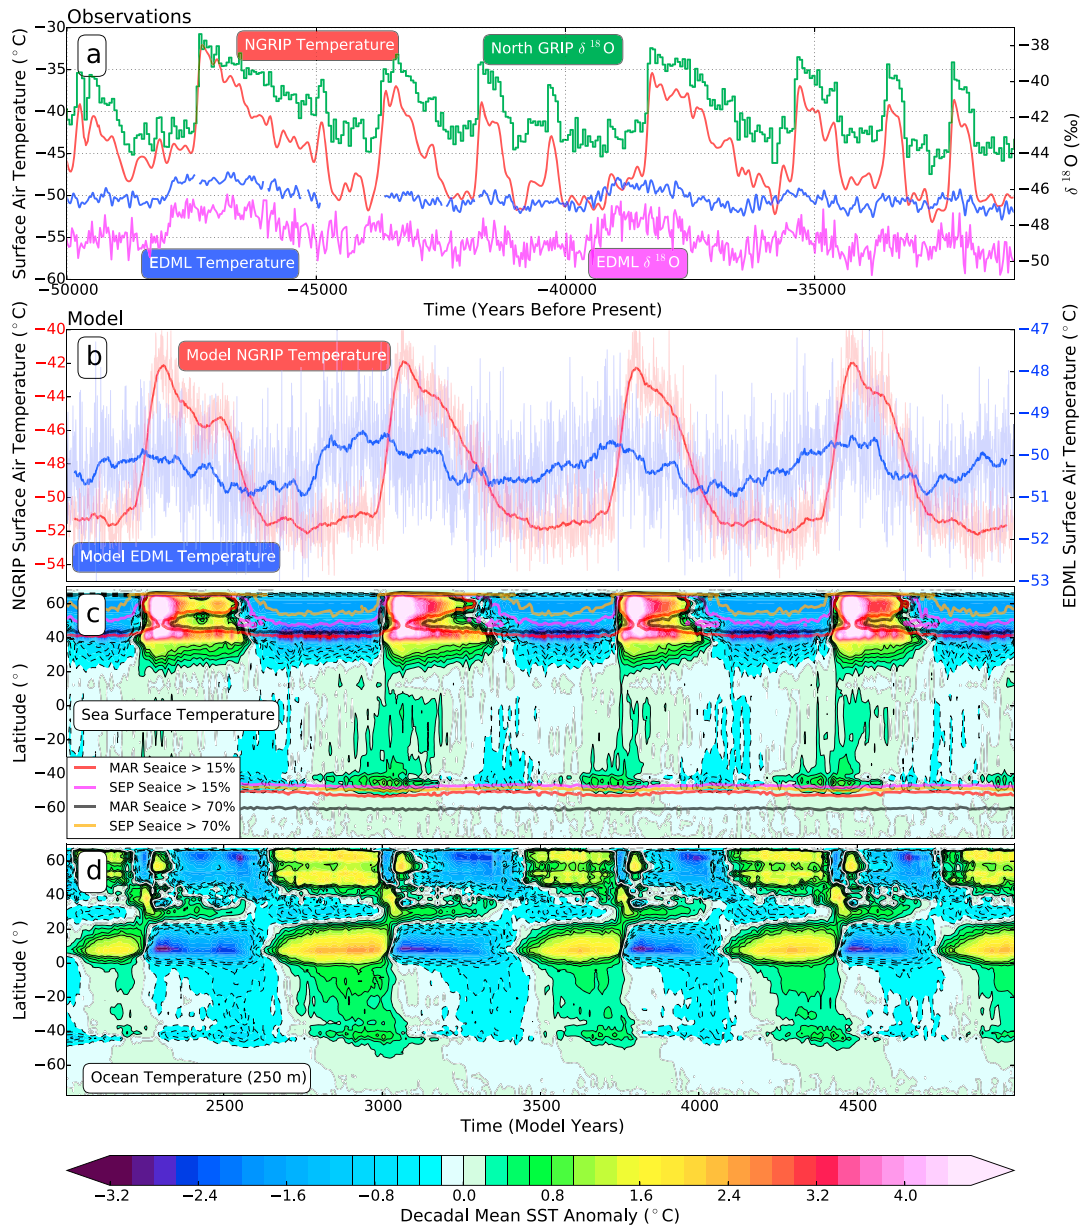 Observations
−30
−35
−40
−45
−50
−55
−60
Surface Air Temperature (°C)
a
NGRIP Temperature
North GRIP δ ¹⁸O
EDML Temperature
EDML δ ¹⁸O
−38
−40
−42
−44
−46
−48
−50
δ ¹⁸O (‰)
−50000
−45000
−40000
−35000
Time (Years Before Present)
Model
−40
−42
−44
−46
−48
−50
−52
−54
NGRIP Surface Air Temperature (°C)
b
Model NGRIP Temperature
Model EDML Temperature
−47
−48
−49
−50
−51
−52
−53
EDML Surface Air Temperature (°C)
60
40
20
0
−20
−40
−60
Latitude (°)
c
Sea Surface Temperature
MAR Seaice > 15%
SEP Seaice > 15%
MAR Seaice > 70%
SEP Seaice > 70%
60
40
20
0
−20
−40
−60
Latitude (°)
d
Ocean Temperature (250 m)
2500
3000
3500
4000
4500
Time (Model Years)
−3.2
−2.4
−1.6
−0.8
0.0
0.8
1.6
2.4
3.2
4.0
Decadal Mean SST Anomaly (°C)